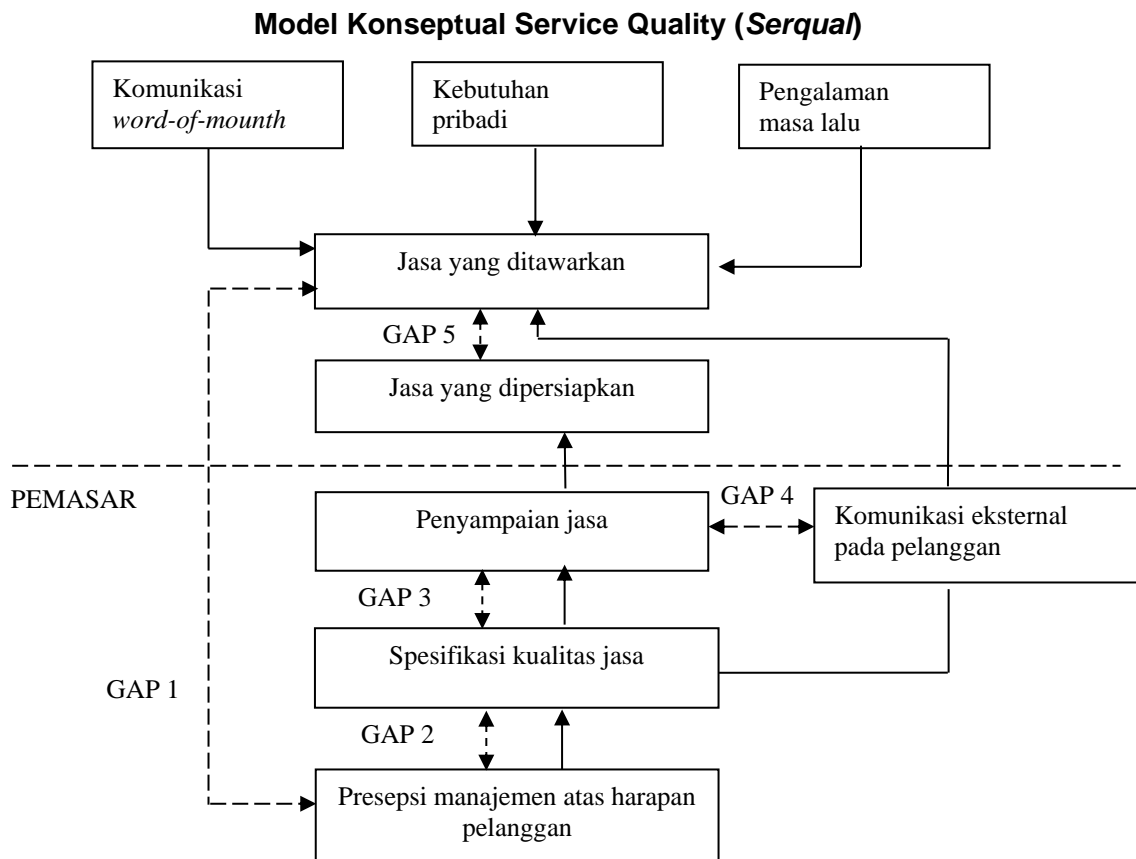 Model Konseptual Service Quality (Serqual)
Komunikasi
word-of-mounth
Kebutuhan
pribadi
Pengalaman
masa lalu
Jasa yang ditawarkan
GAP 5
Jasa yang dipersiapkan
PEMASAR
Penyampaian jasa
GAP 4
Komunikasi eksternal
pada pelanggan
GAP 3
Spesifikasi kualitas jasa
GAP 1
GAP 2
Presepsi manajemen atas harapan
pelanggan